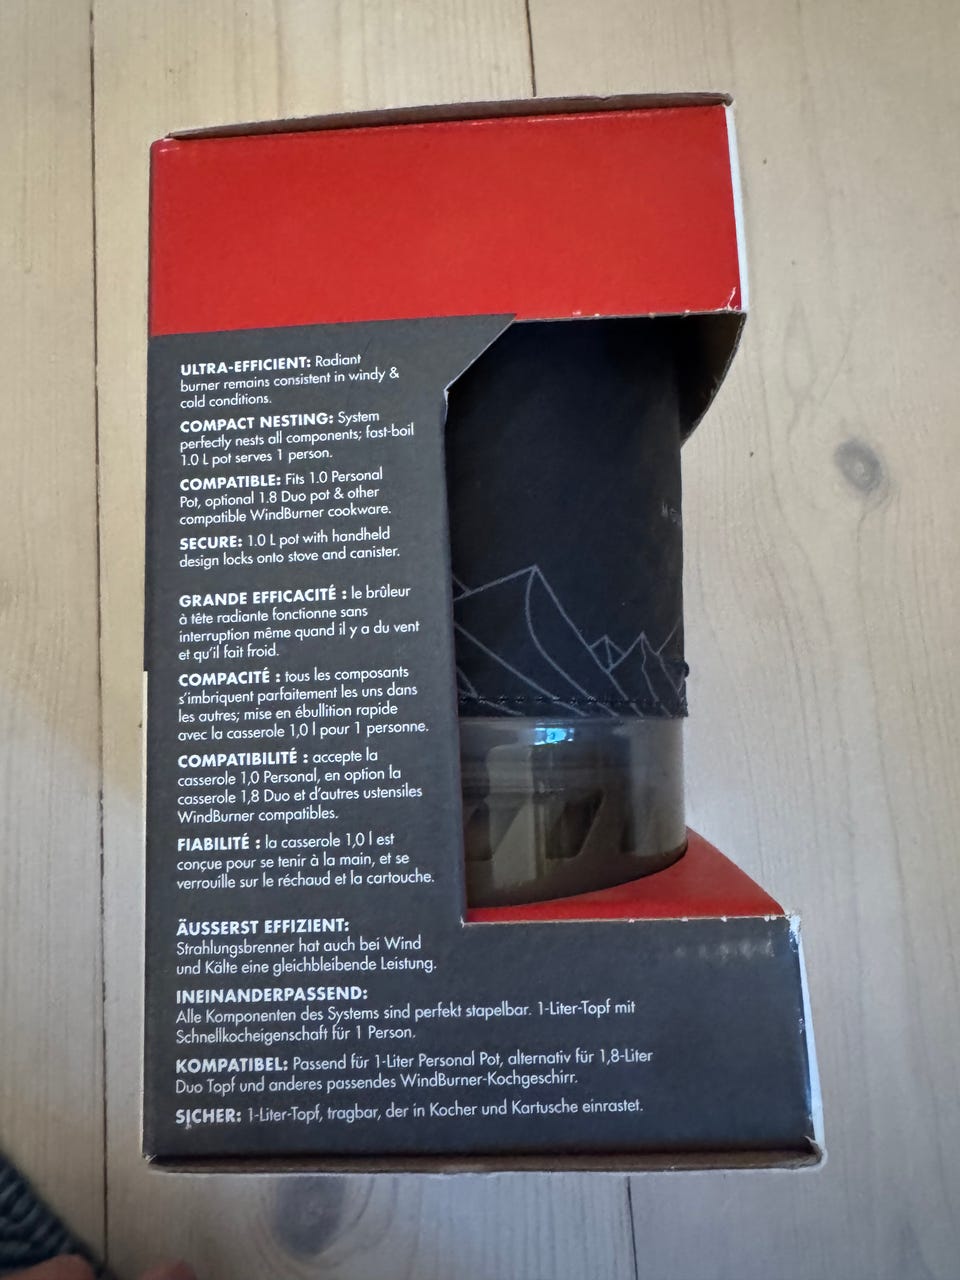 ULTRA-EFFICIENT: Radiant
burner remains consistent in windy &
cold conditions.
COMPACT NESTING: System
perfectly nests all components; fast-boil
1.0 L pot serves 1 person.
COMPATIBLE: Fits 1.0 Personal
Pot, optional 1.8 Duo pot & other
compatible WindBurner cookware.
SECURE: 1.0 L pot with handheld
design locks onto stove and canister.
GRANDE EFFICACITÉ : le brûleur
à tête radiante fonctionne sans
interruption même quand il y a du vent
et qu'il fait froid.
COMPACITÉ : tous les composants
s'imbriquent parfaitement les uns dans
les autres; mise en ébullition rapide
avec la casserole 1,0 l pour 1 personne.
COMPATIBILITÉ : accepte la
casserole 1,0 Personal, en option la
casserole 1,8 Duo et d'autres ustensiles
WindBurner compatibles.
FIABILITÉ : la casserole 1,0 l est
conçue pour se tenir à la main, et se
verrouille sur le réchaud et la cartouche.
ÄUSSERST EFFIZIENT:
Strahlungsbrenner hat auch bei Wind
und Kälte eine gleichbleibende Leistung.
INEINANDERPASSEND:
Alle Komponenten des Systems sind perfekt stapelbar. 1-Liter-Topf mit
Schnellkocheigenschaft für 1 Person.
KOMPATIBEL: Passend für 1-Liter Personal Pot, alternativ für 1,8-Liter
Duo Topf und anderes passendes WindBurner-Kochgeschirr.
SICHER: 1-Liter-Topf, tragbar, der in Kocher und Kartusche einrastet.